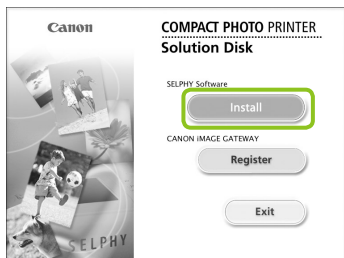 Canon
COMPACT PHOTO PRINTER
Solution Disk
SELPHY Software
Install
CANON iMAGE GATEWAY
Register
Exit
SELPHY